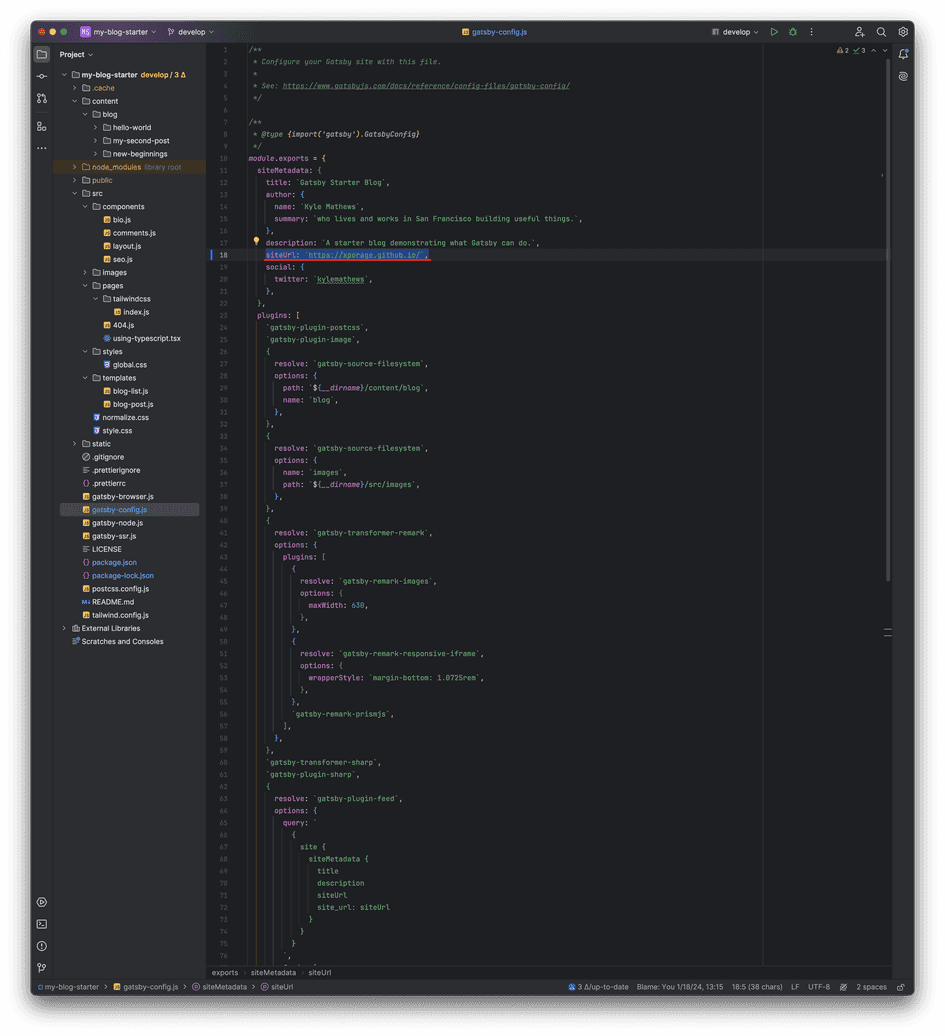 MS my-blog-starter develop gatsby-config.js develop
Project
my-blog-starter develop / 3 Δ
.cache
content
blog
hello-world
my-second-post
new-beginnings
node_modules library root
public
src
components
bio.js
comments.js
layout.js
seo.js
images
pages
tailwindcss
index.js
404.js
using-typescript.tsx
styles
global.css
templates
blog-list.js
blog-post.js
normalize.css
style.css
static
.gitignore
.prettierignore
.prettierrc
gatsby-browser.js
gatsby-config.js
gatsby-node.js
gatsby-ssr.js
LICENSE
package.json
package-lock.json
postcss.config.js
README.md
tailwind.config.js
External Libraries
Scratches and Consoles
2 3
1 /**
2 * Configure your Gatsby site with this file.
3 *
4 * See: https://www.gatsbyjs.com/docs/reference/config-files/gatsby-config/
5 */
6
7 /**
8 * @type {import('gatsby').GatsbyConfig}
9 */
10 module.exports = {
11 siteMetadata: {
12 title: `Gatsby Starter Blog`,
13 author: {
14 name: `Kyle Mathews`,
15 summary: `who lives and works in San Francisco building useful things.`,
16 },
17 description: `A starter blog demonstrating what Gatsby can do.`,
18 siteUrl: `https://xporage.github.io/`,
19 social: {
20 twitter: `kylemathews`,
21 },
22 },
23 plugins: [
24 `gatsby-plugin-postcss`,
25 `gatsby-plugin-image`,
26 {
27 resolve: `gatsby-source-filesystem`,
28 options: {
29 path: `${__dirname}/content/blog`,
30 name: `blog`,
31 },
32 },
33 {
34 resolve: `gatsby-source-filesystem`,
35 options: {
36 name: `images`,
37 path: `${__dirname}/src/images`,
38 },
39 },
40 {
41 resolve: `gatsby-transformer-remark`,
42 options: {
43 plugins: [
44 {
45 resolve: `gatsby-remark-images`,
46 options: {
47 maxWidth: 630,
48 },
49 },
50 {
51 resolve: `gatsby-remark-responsive-iframe`,
52 options: {
53 wrapperStyle: `margin-bottom: 1.0725rem`,
54 },
55 },
56 `gatsby-remark-prismjs`,
57 ],
58 },
59 },
60 `gatsby-transformer-sharp`,
61 `gatsby-plugin-sharp`,
62 {
63 resolve: `gatsby-plugin-feed`,
64 options: {
65 query: `
66 {
67 site {
68 siteMetadata {
69 title
70 description
71 siteUrl
72 site_url: siteUrl
73 }
74 }
75 }
76 `,
exports > siteMetadata > siteUrl
my-blog-starter > gatsby-config.js > siteMetadata > siteUrl 3 Δ/up-to-date Blame: You 1/18/24, 13:15 18:5 (38 chars) LF UTF-8 2 spaces